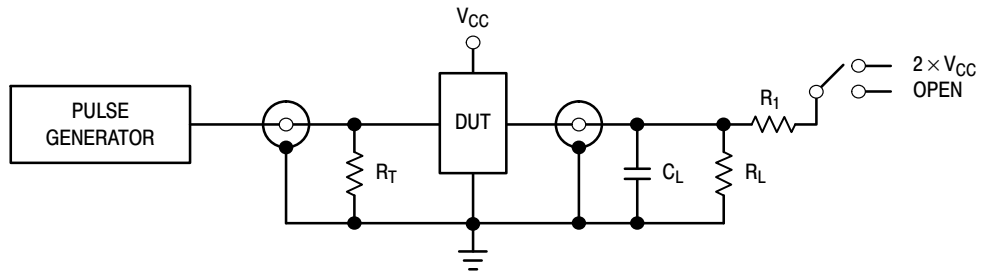 V_CC
2 × V_CC
OPEN
R_1
PULSE
GENERATOR
DUT
R_T
C_L
R_L